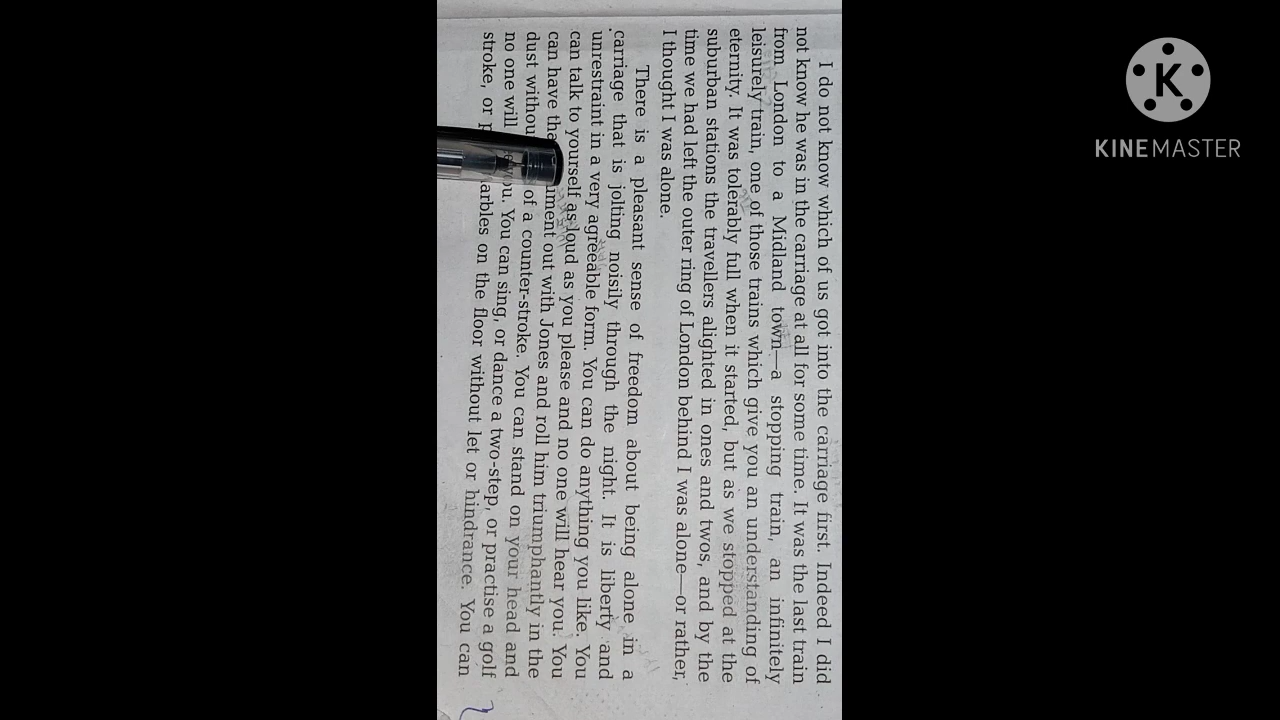 I do not know which of us got into the carriage first. Indeed I did
not know he was in the carriage at all for some time. It was the last train
from London to a Midland town—a stopping train, an infinitely
leisurely train, one of those trains which give you an understanding of
eternity. It was tolerably full when it started, but as we stopped at the
suburban stations the travellers alighted in ones and twos, and by the
time we had left the outer ring of London behind I was alone—or rather,
I thought I was alone.
There is a pleasant sense of freedom about being alone in a
carriage that is jolting noisily through the night. It is liberty and
unrestraint in a very agreeable form. You can do anything you like. You
can talk to yourself as loud as you please and no one will hear you. You
can have out with Jones and roll him triumphantly in the
dust of a counter-stroke. You can stand on your head and
no one will You can sing, or dance a two-step, or practise a golf
stroke, or on the floor without let or hindrance. You can
KINEMASTER